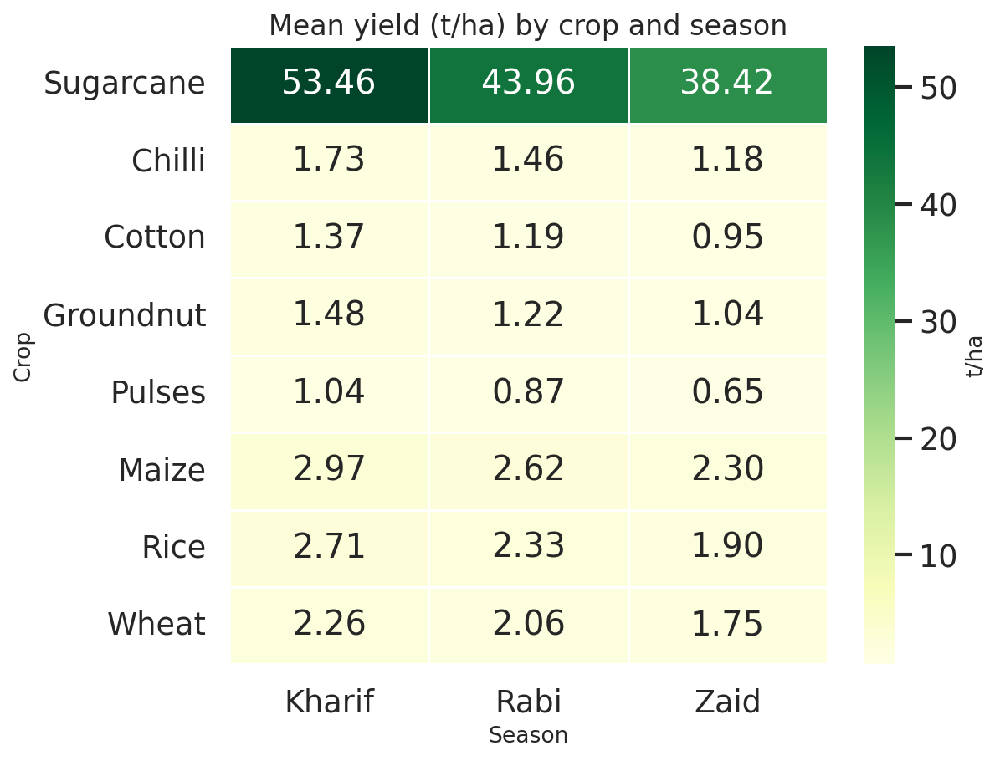 Mean yield (t/ha) by crop and season
Sugarcane 53.46 43.96 38.42
Chilli 1.73 1.46 1.18
Cotton 1.37 1.19 0.95
Groundnut 1.48 1.22 1.04
Pulses 1.04 0.87 0.65
Maize 2.97 2.62 2.30
Rice 2.71 2.33 1.90
Wheat 2.26 2.06 1.75
Kharif Rabi Zaid
Season
Crop
50
40
30
20
10
t/ha